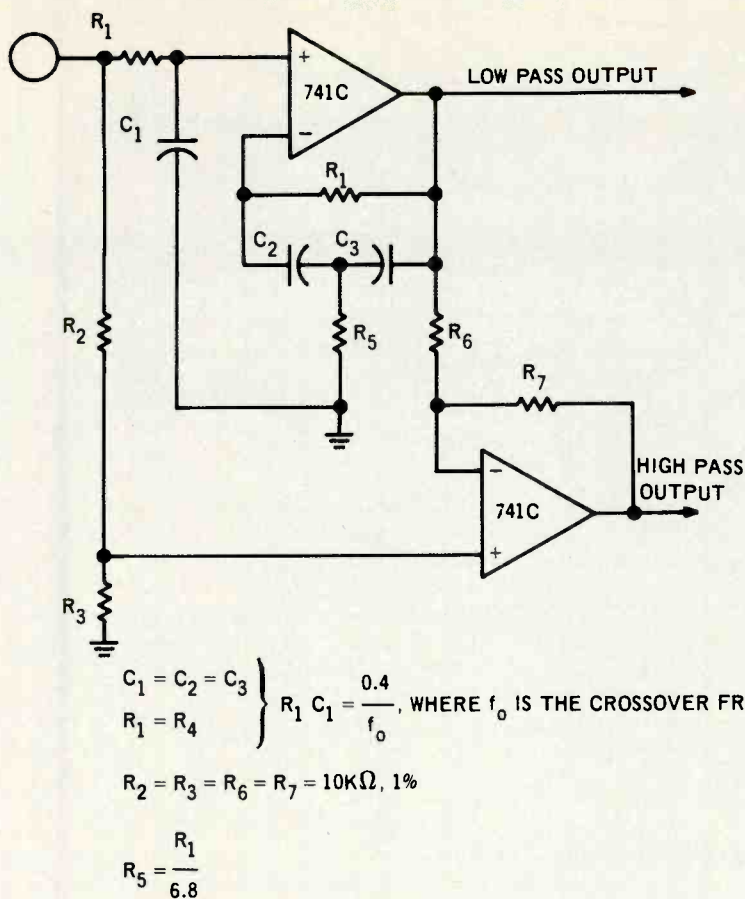 R1
+
741C
−
LOW PASS OUTPUT
C1
R1
C2
C3
R2
R5
R6
R7
−
741C
+
HIGH PASS
OUTPUT
R3
C1 = C2 = C3
R1 = R4
R1 C1 = 0.4 / fo, WHERE fo IS THE CROSSOVER FR
R2 = R3 = R6 = R7 = 10KΩ, 1%
R5 = R1 / 6.8